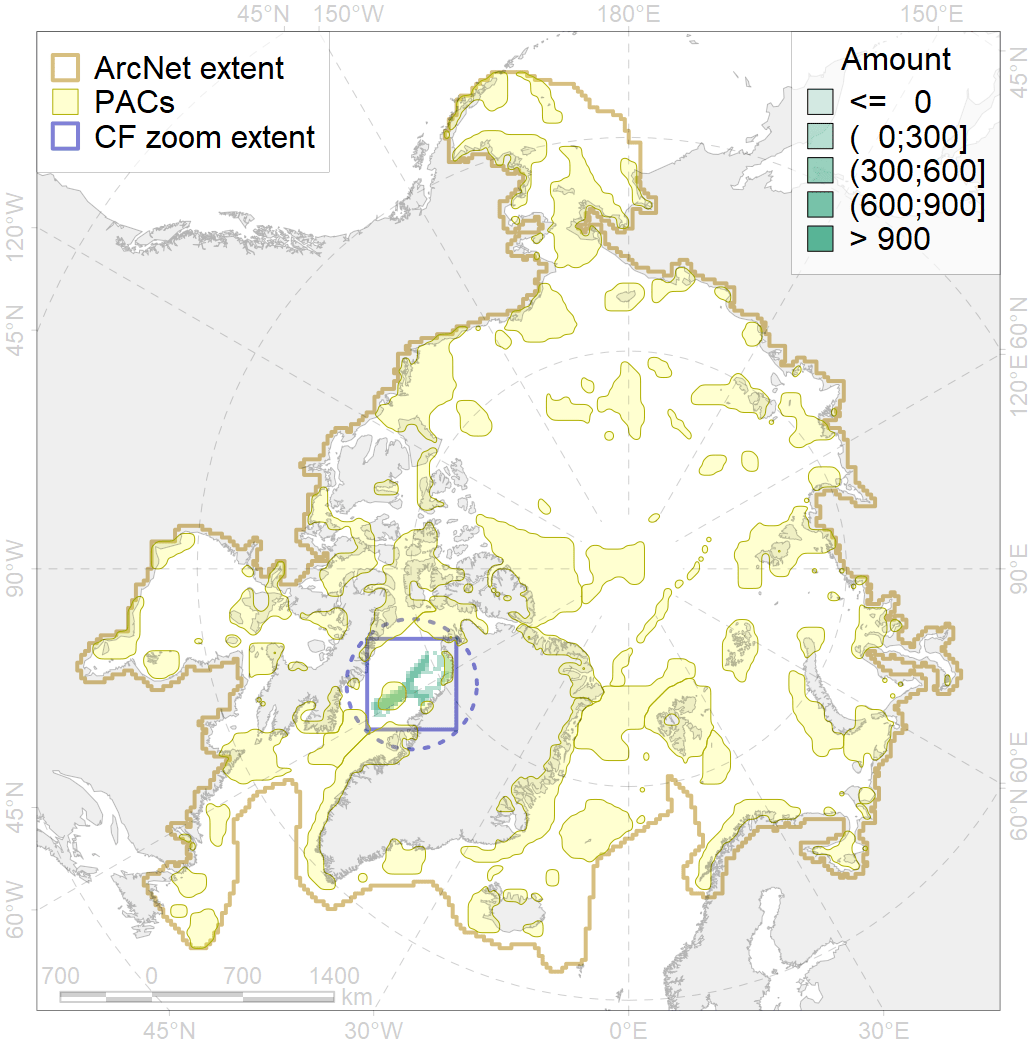 45°N 150°W 180°E 150°E
ArcNet extent
PACs
CF zoom extent
Amount
<= 0
( 0;300]
(300;600]
(600;900]
> 900
45°N
120°W
45°N
90°W
45°N
60°W
60°N
120°E
90°E
60°E
60°N
700 0 700 1400
km
45°N 30°W 0°E 30°E